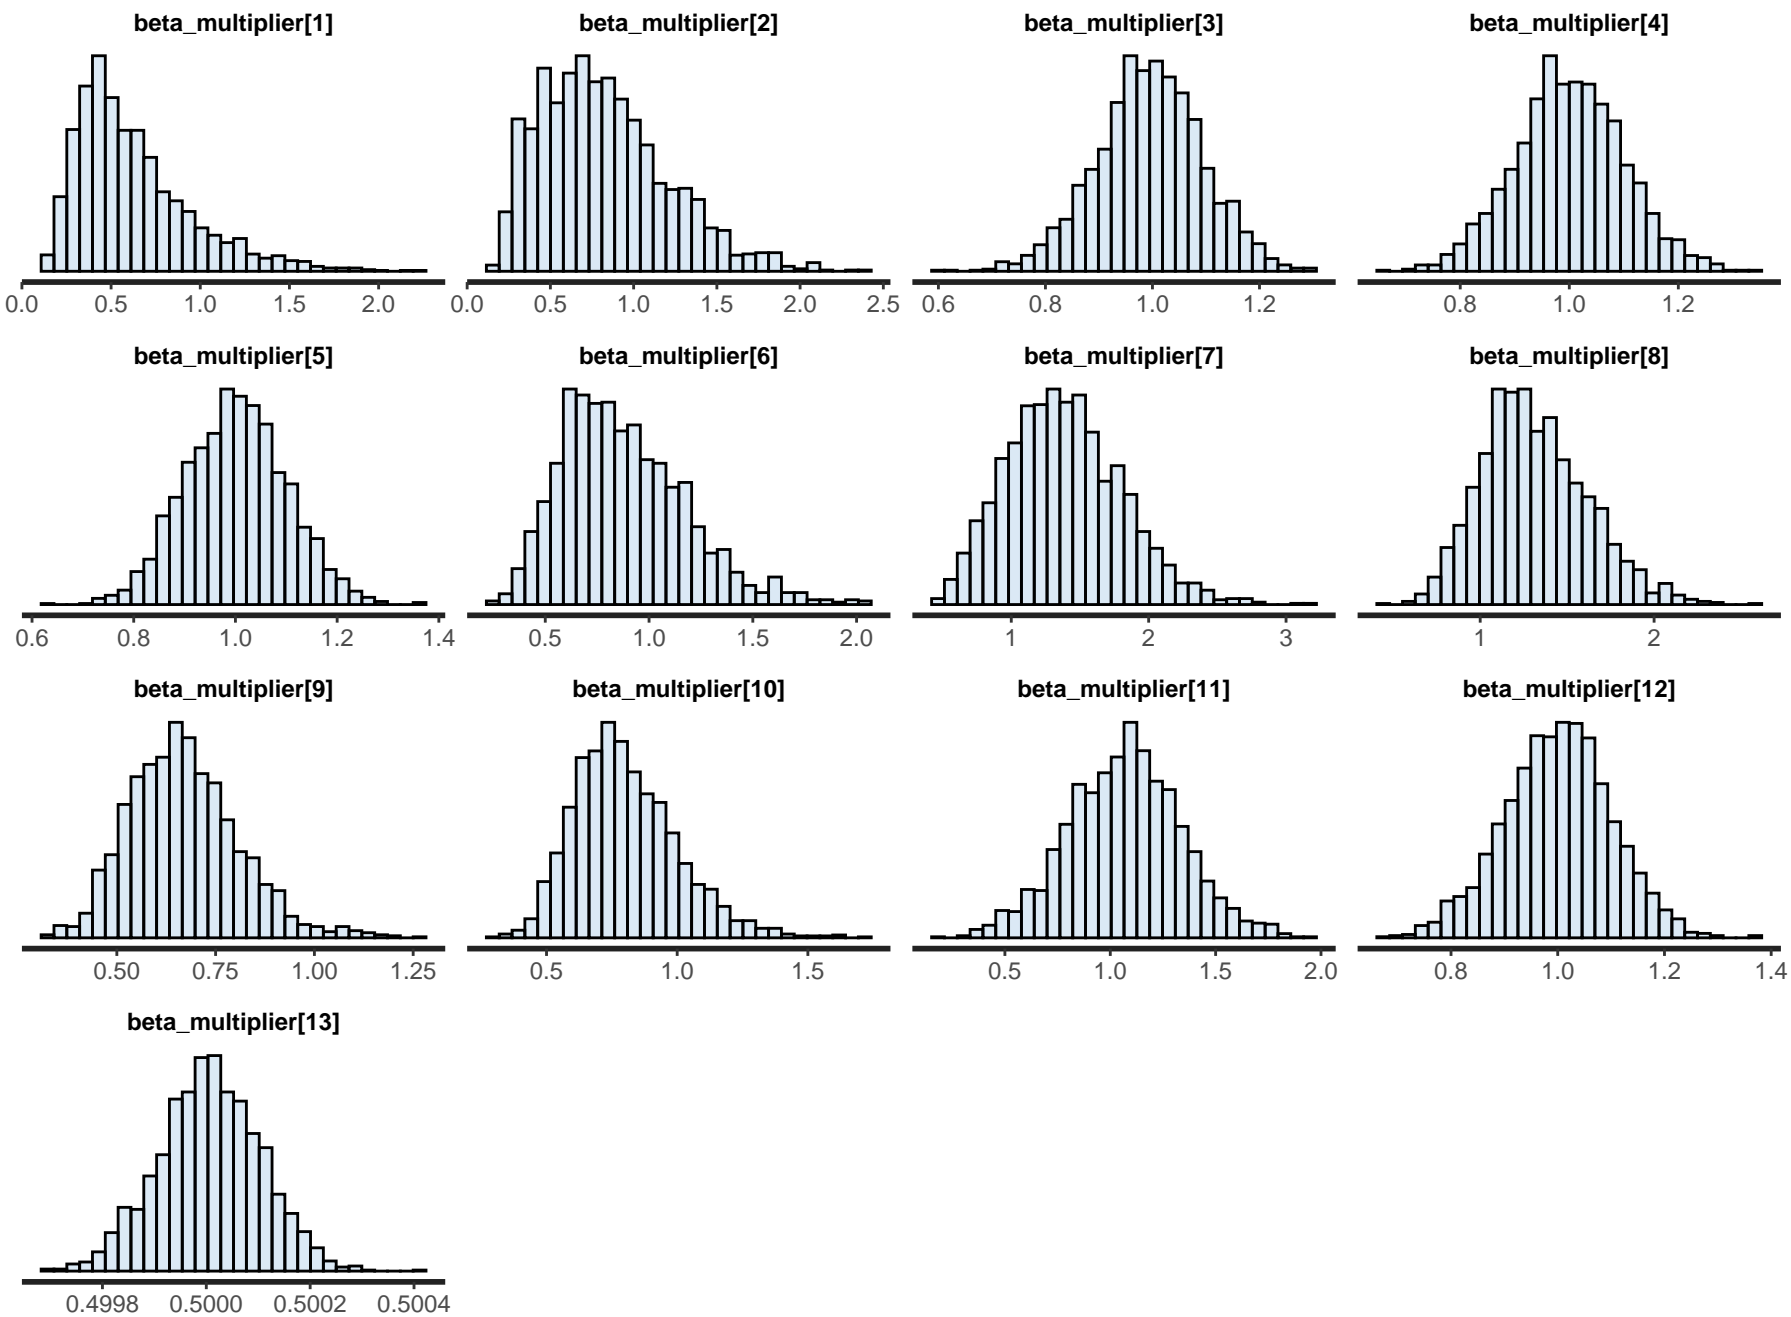 beta_multiplier[1] beta_multiplier[2] beta_multiplier[3] beta_multiplier[4]
0.0 0.5 1.0 1.5 2.0 0.0 0.5 1.0 1.5 2.0 2.5 0.6 0.8 1.0 1.2 0.8 1.0 1.2
beta_multiplier[5] beta_multiplier[6] beta_multiplier[7] beta_multiplier[8]
0.6 0.8 1.0 1.2 1.4 0.5 1.0 1.5 2.0 1 2 3 1 2
beta_multiplier[9] beta_multiplier[10] beta_multiplier[11] beta_multiplier[12]
0.50 0.75 1.00 1.25 0.5 1.0 1.5 0.5 1.0 1.5 2.0 0.8 1.0 1.2 1.4
beta_multiplier[13]
0.4998 0.5000 0.5002 0.5004